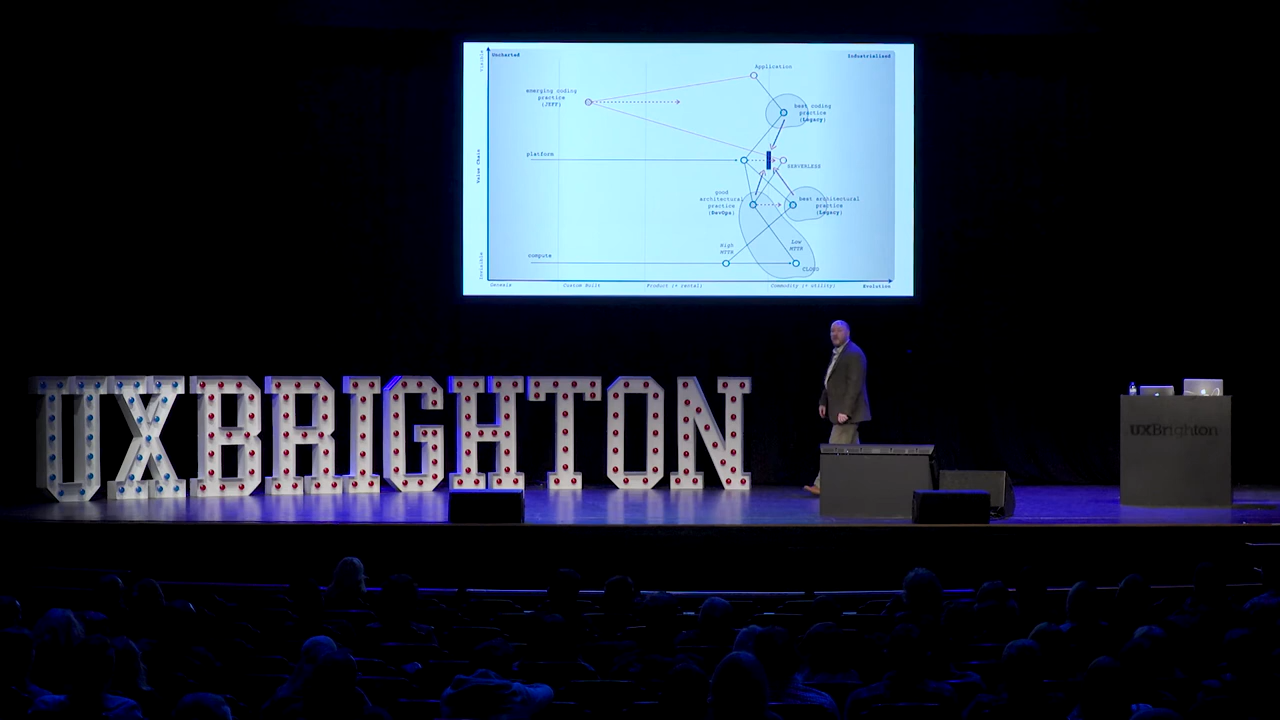 Visible
Uncharted
Industrialised
Application
emerging coding
practice
(JEFF)
best coding
practice
(Legacy)
platform
SERVERLESS
Value Chain
good
architectural
practice
(DevOps)
best architectural
practice
(Legacy)
High
MTTR
Low
MTTR
compute
CLOUD
Invisible
Genesis
Custom Built
Product (+ rental)
Commodity (+ utility)
Evolution
UXBRIGHTON
uxBrighton